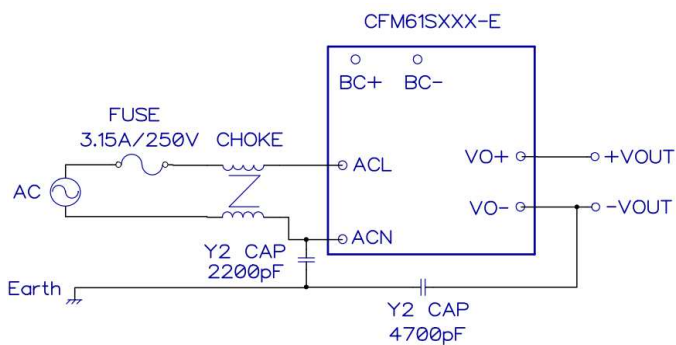 CFM61SXXX-E
BC+ BC-
FUSE
3.15A/250V CHOKE
AC
ACL
VO+
+VOUT
VO-
-VOUT
ACN
Y2 CAP
2200pF
Earth
Y2 CAP
4700pF